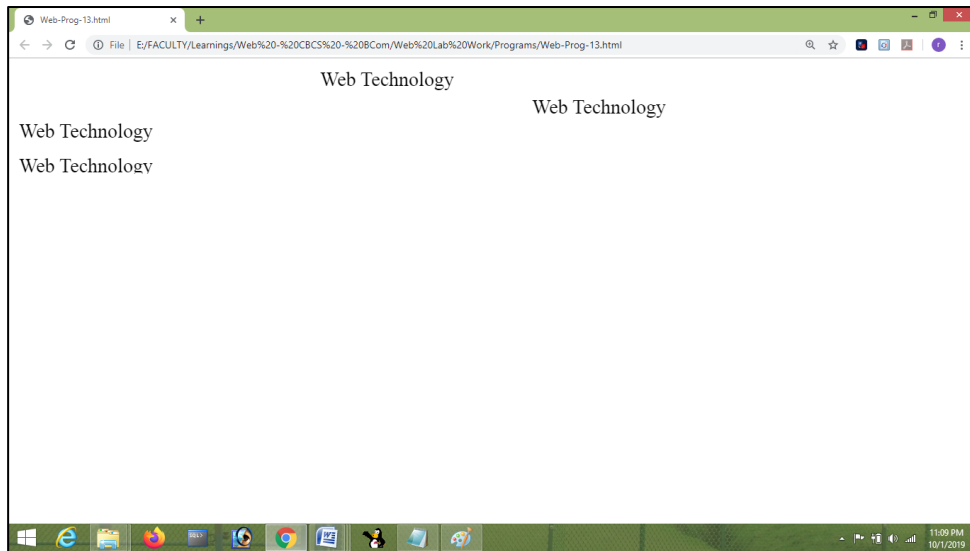 Web-Prog-13.html
File E:/FACULTY/Learnings/Web%20-%20CBCS%20-%20BCom/Web%20Lab%20Work/Programs/Web-Prog-13.html
Web Technology
Web Technology
Web Technology
Web Technology
11:09 PM
10/1/2019